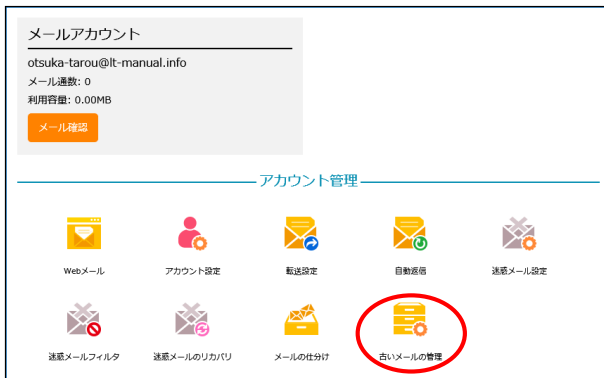 メールアカウント
otsuka-tarou@lt-manual.info
メール通数: 0
利用容量: 0.00MB
メール確認
アカウント管理
Webメール
アカウント設定
転送設定
自動返信
迷惑メール設定
迷惑メールフィルタ
迷惑メールのリカバリ
メールの仕分け
古いメールの管理